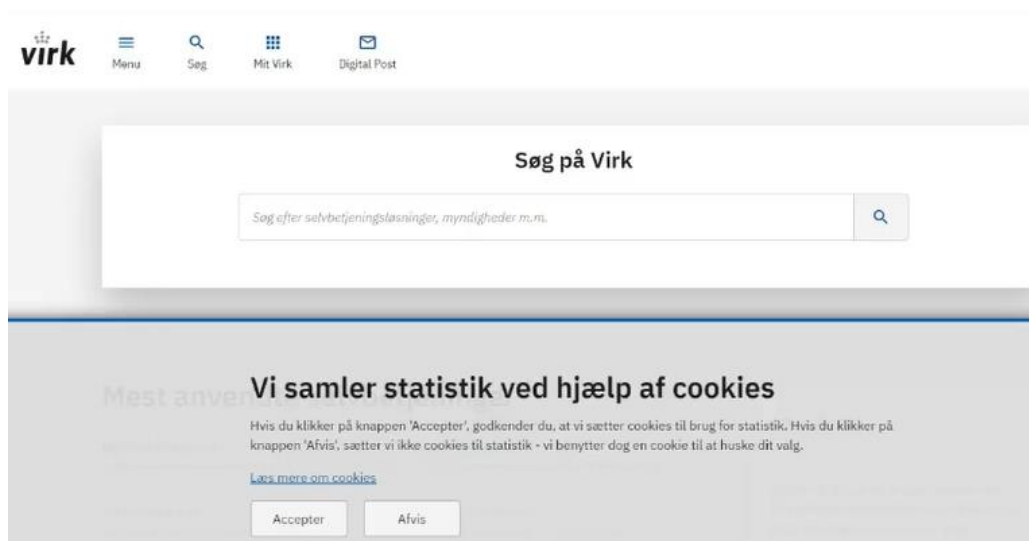 virk
Menu
Søg
Mit Virk
Digital Post
Søg på Virk
Søg efter selvbetjeningsløsninger, myndigheder m.m.
Mest anvendte selvbetjeninger
Vi samler statistik ved hjælp af cookies
Hvis du klikker på knappen 'Accepter', godkender du, at vi sætter cookies til brug for statistik. Hvis du klikker på
knappen 'Afvis', sætter vi ikke cookies til statistik - vi benytter dog en cookie til at huske dit valg.
Læs mere om cookies
Accepter
Afvis